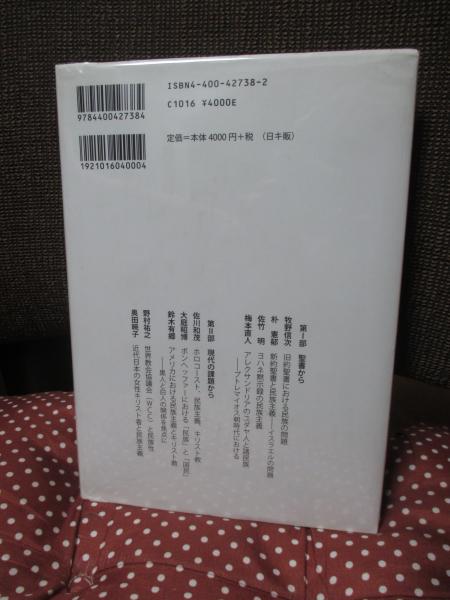 ISBN4-400-42738-2
C1016 ¥4000E
9784400427384
定価=本体4000円+税 (日キ販)
1921016040004
第I部 聖書から
牧野信次 旧約聖書における民族の問題
朴 憲郁 新約聖書と民族主義——イスラエルの問題
佐竹 明 ヨハネ黙示録の民族主義
梅本直人 アレクサンドリアのユダヤ人と諸民族
——プトレマイオス朝時代における
第II部 現代の課題から
佐川和茂 ホロコースト、民族主義、キリスト教
大庭昭博 ボンヘッファーにおける「民族」と「国民」
鈴木有郷 アメリカにおける民族主義とキリスト教
——黒人と白人の関係を焦点に
野村祐之 世界教会協議会(WCC)と民族性
奥田暁子 近代日本の女性キリスト者と民族主義